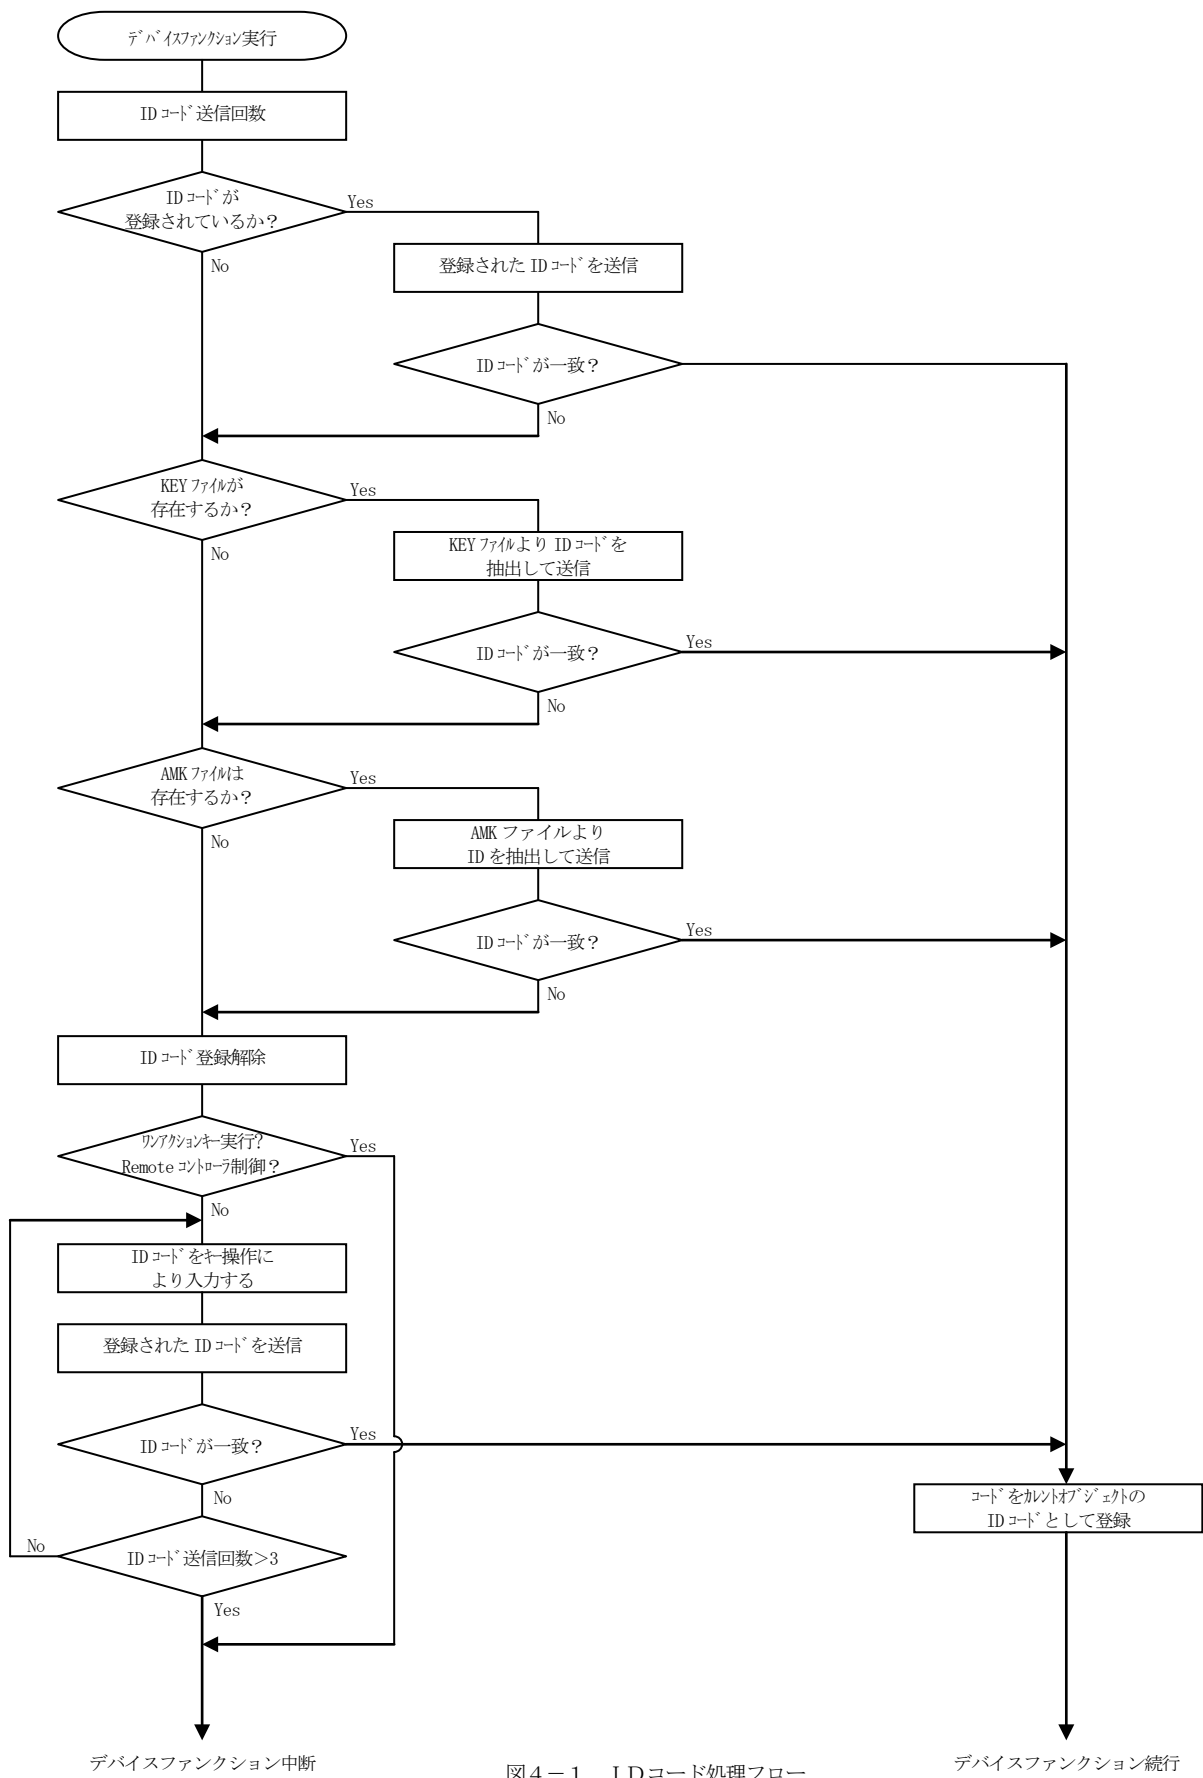 ﾃﾞﾊﾞｲｽﾌｧﾝｸｼｮﾝ実行
IDｺｰﾄﾞ送信回数
IDｺｰﾄﾞが
登録されているか？
Yes
No
登録された IDｺｰﾄﾞを送信
IDｺｰﾄﾞが一致？
No
KEYﾌｧｲﾙが
存在するか？
Yes
No
KEYﾌｧｲﾙより IDｺｰﾄﾞを
抽出して送信
IDｺｰﾄﾞが一致？
Yes
No
AMKﾌｧｲﾙは
存在するか？
Yes
No
AMK ファイルより
ID を抽出して送信
IDｺｰﾄﾞが一致？
Yes
No
IDｺｰﾄﾞ登録解除
ﾜﾝｱｸｼｮﾝｷｰ実行?
Remoteｺﾝﾄﾛｰﾗ制御？
Yes
No
IDｺｰﾄﾞをｷｰ操作に
より入力する
登録された IDｺｰﾄﾞを送信
IDｺｰﾄﾞが一致？
Yes
No
ｺｰﾄﾞをｶﾚﾝﾄｵﾌﾞｼﾞｪｸﾄの
IDｺｰﾄﾞとして登録
IDｺｰﾄﾞ送信回数＞3
No
Yes
デバイスファンクション中断
デバイスファンクション続行
図４－１　ＩＤコード処理フロー